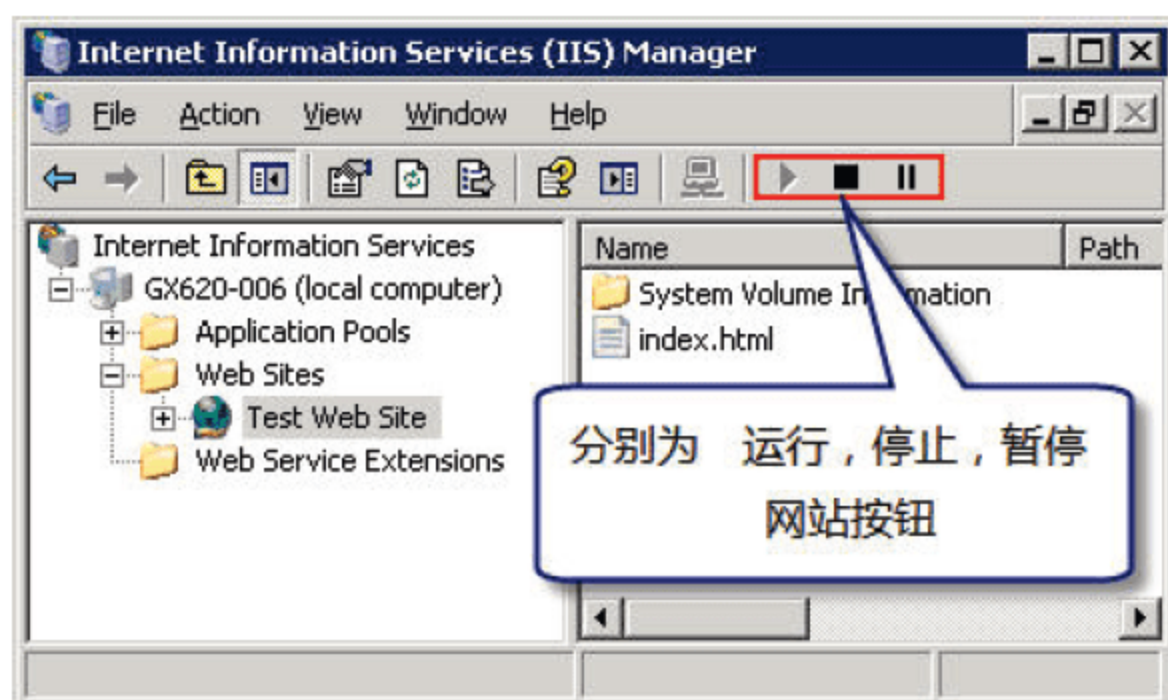 Internet Information Services (IIS) Manager
File Action View Window Help
Internet Information Services
GX620-006 (local computer)
Application Pools
Web Sites
Test Web Site
Web Service Extensions
Name Path
System Volume In mation
index.html
分别为 运行，停止，暂停
网站按钮